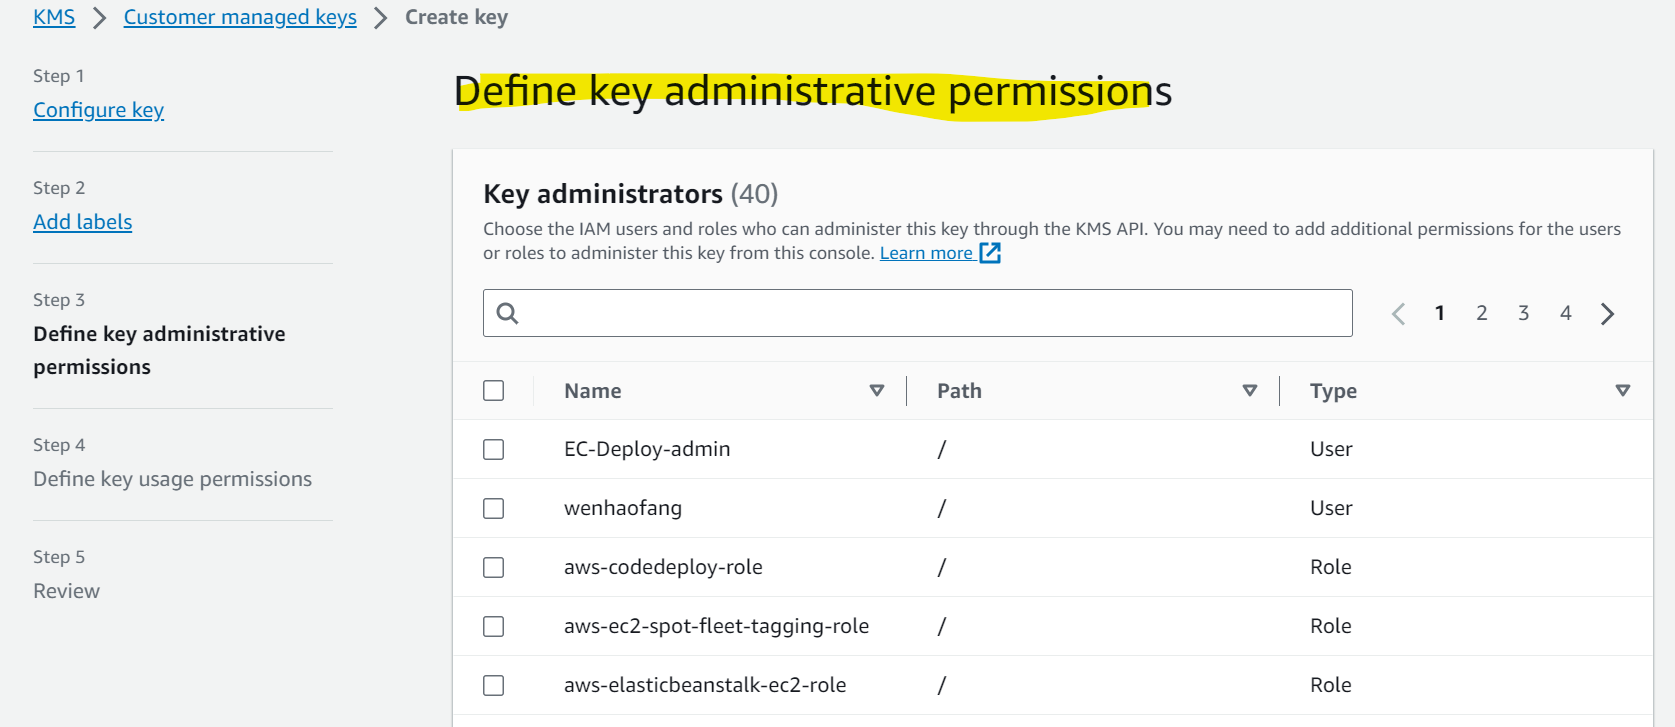 KMS > Customer managed keys > Create key
Step 1
Configure key
Step 2
Add labels
Step 3
Define key administrative
permissions
Step 4
Define key usage permissions
Step 5
Review
Define key administrative permissions
Key administrators (40)
Choose the IAM users and roles who can administer this key through the KMS API. You may need to add additional permissions for the users
or roles to administer this key from this console. Learn more
1 2 3 4
Name Path Type
EC-Deploy-admin / User
wenhaofang / User
aws-codedeploy-role / Role
aws-ec2-spot-fleet-tagging-role / Role
aws-elasticbeanstalk-ec2-role / Role